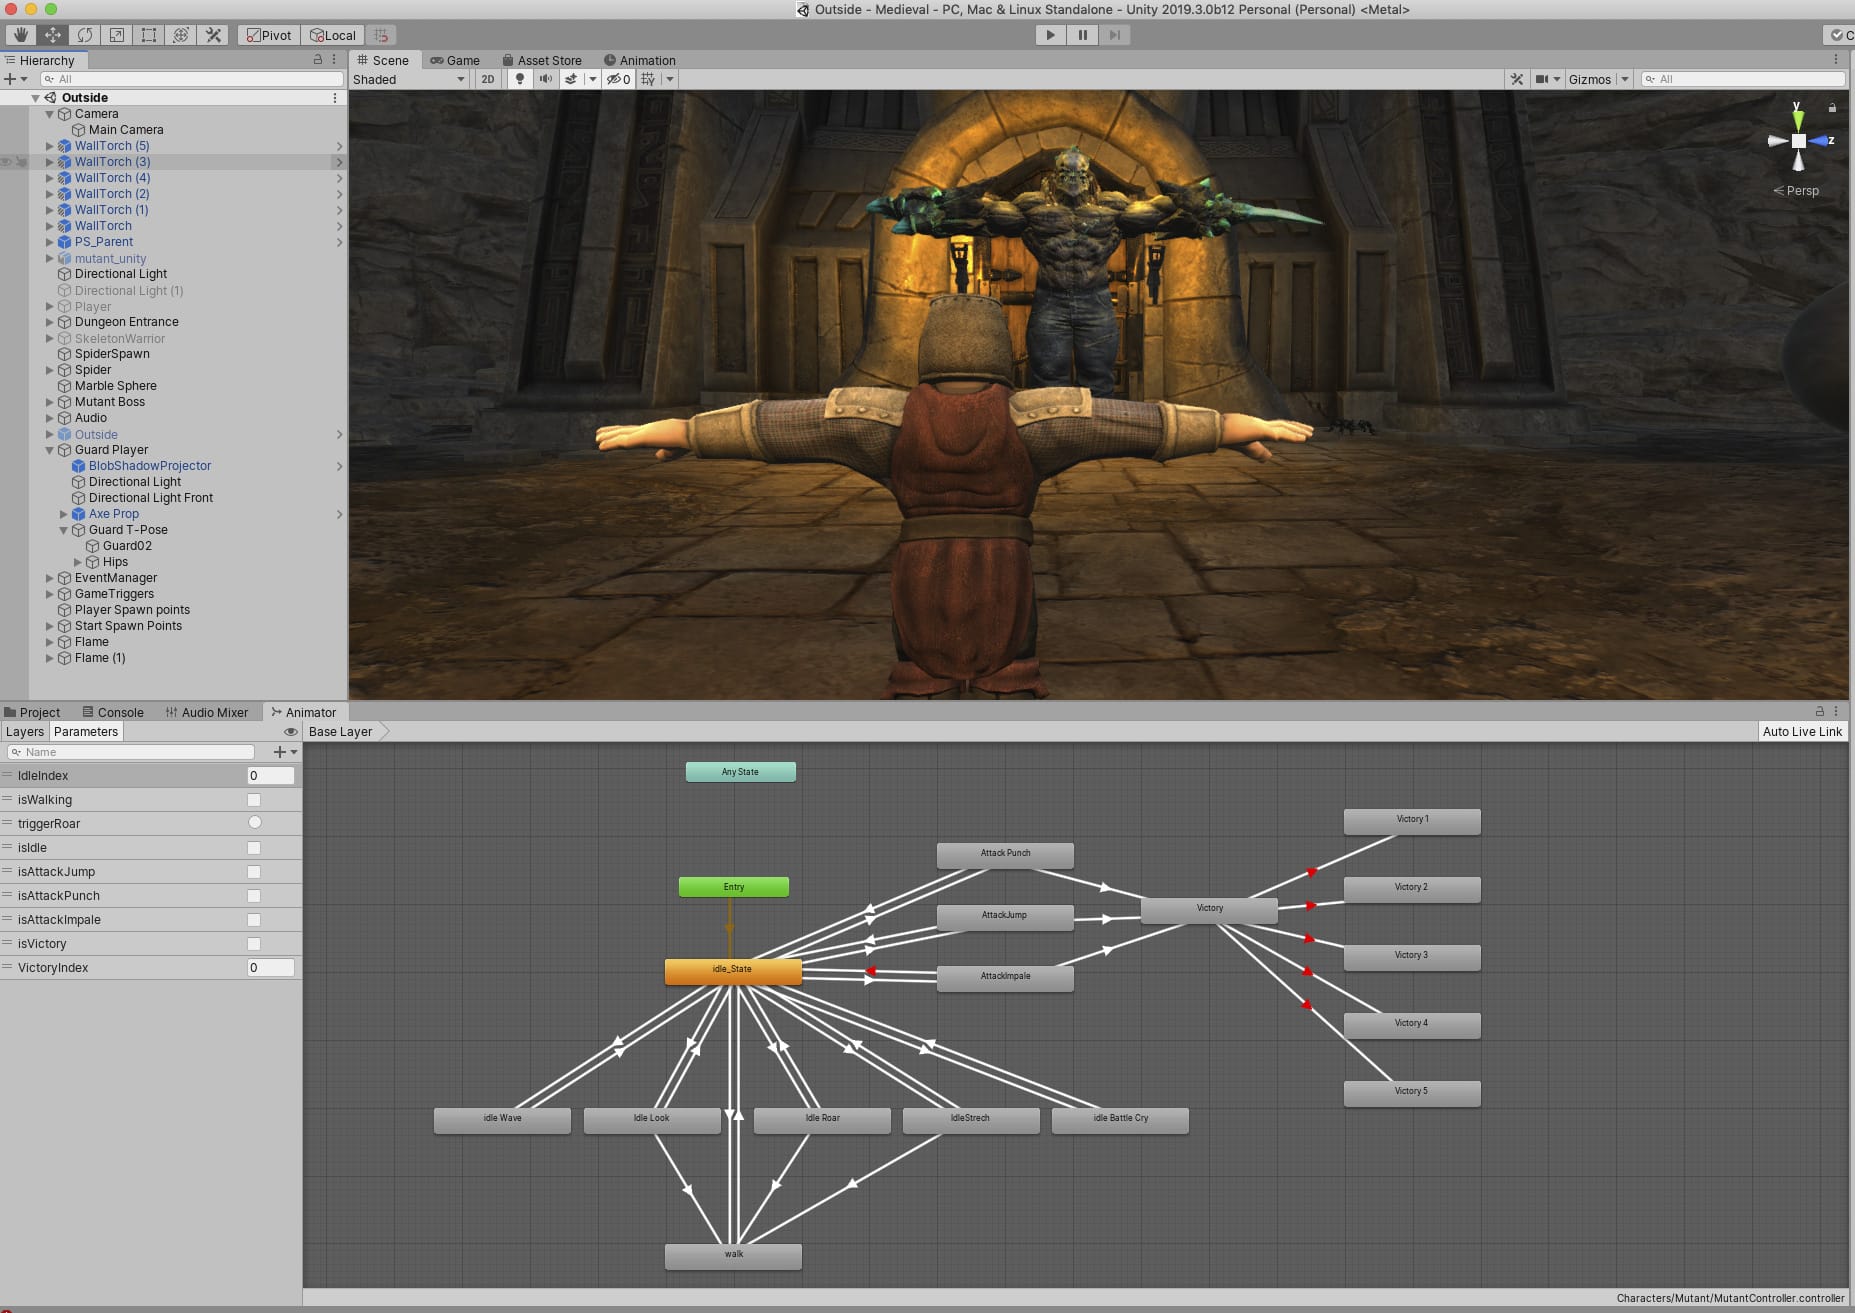 Outside - Medieval - PC, Mac & Linux Standalone - Unity 2019.3.0b12 Personal (Personal) <Metal>
Pivot
Local
C
Hierarchy
All
Outside
Camera
Main Camera
WallTorch (5)
WallTorch (3)
WallTorch (4)
WallTorch (2)
WallTorch (1)
WallTorch
PS_Parent
mutant_unity
Directional Light
Directional Light (1)
Player
Dungeon Entrance
SkeletonWarrior
SpiderSpawn
Spider
Marble Sphere
Mutant Boss
Audio
Outside
Guard Player
BlobShadowProjector
Directional Light
Directional Light Front
Axe Prop
Guard T-Pose
Guard02
Hips
EventManager
GameTriggers
Player Spawn points
Start Spawn Points
Flame
Flame (1)
Scene
Game
Asset Store
Animation
Shaded
2D
0
Gizmos
All
y
z
Persp
Project
Console
Audio Mixer
Animator
Layers
Parameters
Base Layer
Auto Live Link
Name
IdleIndex 0
isWalking
triggerRoar
isIdle
isAttackJump
isAttackPunch
isAttackImpale
isVictory
VictoryIndex 0
Any State
Entry
idle_State
Attack Punch
AttackJump
AttackImpale
Victory
Victory 1
Victory 2
Victory 3
Victory 4
Victory 5
idle Wave
Idle Look
Idle Roar
IdleStrech
idle Battle Cry
walk
Characters/Mutant/MutantController.controller